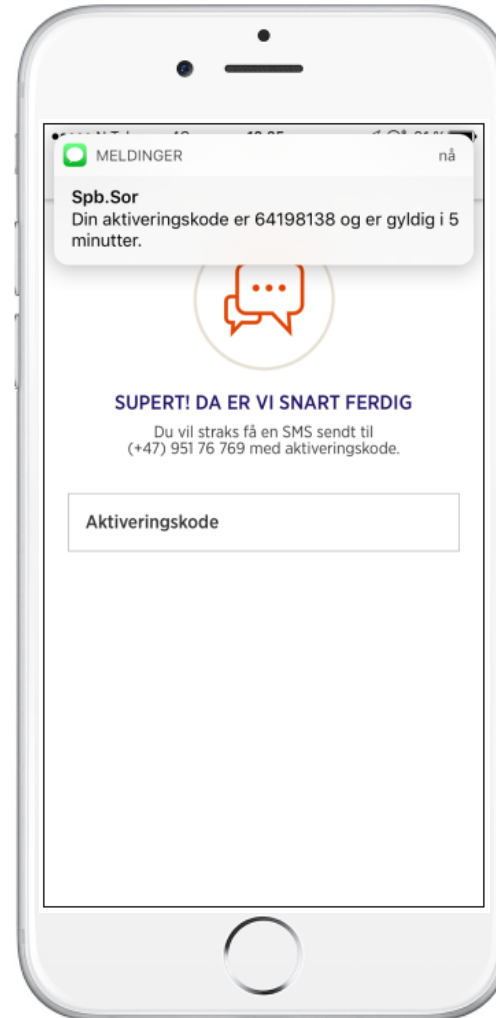 MELDINGER nå
Spb.Sor
Din aktiveringskode er 64198138 og er gyldig i 5
minutter.
SUPERT! DA ER VI SNART FERDIG
Du vil straks få en SMS sendt til
(+47) 951 76 769 med aktiveringskode.
Aktiveringskode